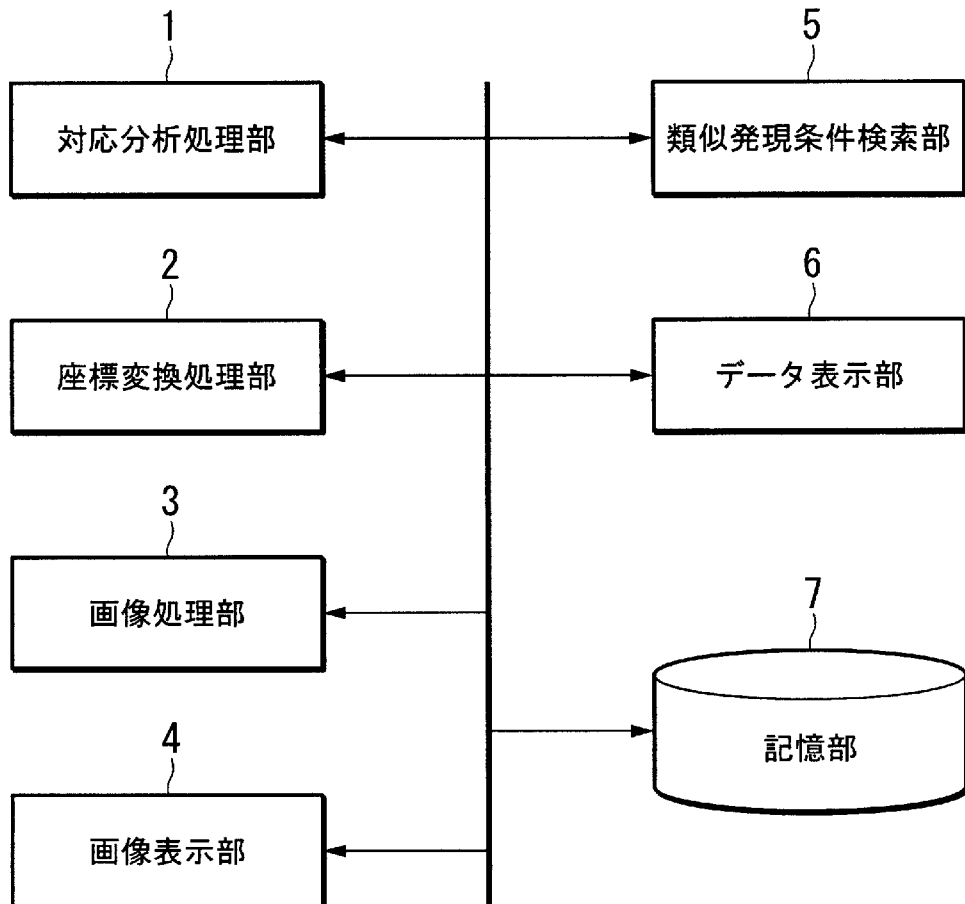 1
対応分析処理部
2
座標変換処理部
3
画像処理部
4
画像表示部
5
類似発現条件検索部
6
データ表示部
7
記憶部